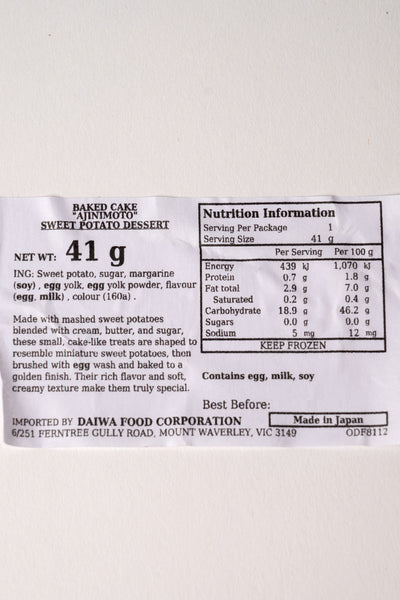 BAKED CAKE
"AJINIMOTO"
SWEET POTATO DESSERT
NET WT: 41 g
ING: Sweet potato, sugar, margarine
(soy) , egg yolk, egg yolk powder, flavour
(egg, milk) , colour (160a) .
Made with mashed sweet potatoes
blended with cream, butter, and sugar,
these small, cake-like treats are shaped to
resemble miniature sweet potatoes, then
brushed with egg wash and baked to a
golden finish. Their rich flavor and soft,
creamy texture make them truly special.
Nutrition Information
Serving Per Package 1
Serving Size 41 g
Per Serving Per 100 g
Energy 439 kJ 1,070 kJ
Protein 0.7 g 1.8 g
Fat total 2.9 g 7.0 g
Saturated 0.2 g 0.4 g
Carbohydrate 18.9 g 46.2 g
Sugars 0.0 g 0.0 g
Sodium 5 mg 12 mg
KEEP FROZEN
Contains egg, milk, soy
Best Before:
IMPORTED BY DAIWA FOOD CORPORATION
Made in Japan
6/251 FERNTREE GULLY ROAD, MOUNT WAVERLEY, VIC 3149
ODF8112